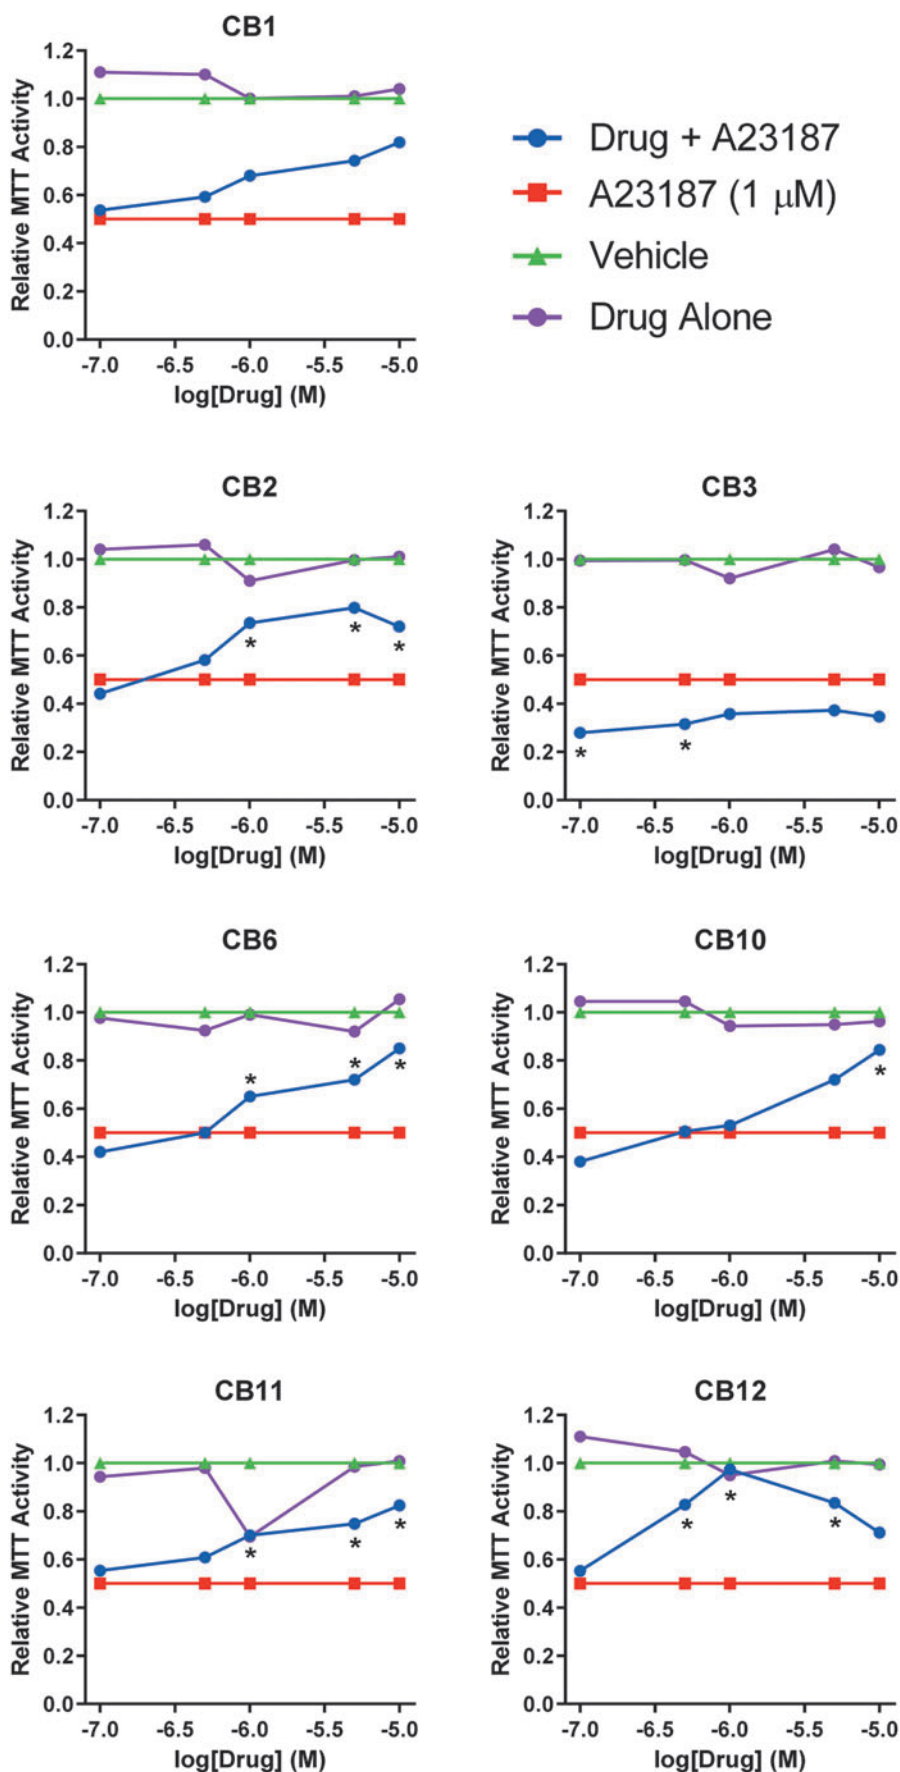 CB1
Relative MTT Activity
1.2
1.0
0.8
0.6
0.4
0.2
0.0
-7.0 -6.5 -6.0 -5.5 -5.0
log[Drug] (M)
Drug + A23187
A23187 (1 μM)
Vehicle
Drug Alone
CB2
Relative MTT Activity
1.2
1.0
0.8
0.6
0.4
0.2
0.0
* * *
-7.0 -6.5 -6.0 -5.5 -5.0
log[Drug] (M)
CB3
Relative MTT Activity
1.2
1.0
0.8
0.6
0.4
0.2
0.0
* *
-7.0 -6.5 -6.0 -5.5 -5.0
log[Drug] (M)
CB6
Relative MTT Activity
1.2
1.0
0.8
0.6
0.4
0.2
0.0
* * *
-7.0 -6.5 -6.0 -5.5 -5.0
log[Drug] (M)
CB10
Relative MTT Activity
1.2
1.0
0.8
0.6
0.4
0.2
0.0
*
-7.0 -6.5 -6.0 -5.5 -5.0
log[Drug] (M)
CB11
Relative MTT Activity
1.2
1.0
0.8
0.6
0.4
0.2
0.0
* * *
-7.0 -6.5 -6.0 -5.5 -5.0
log[Drug] (M)
CB12
Relative MTT Activity
1.2
1.0
0.8
0.6
0.4
0.2
0.0
* * *
-7.0 -6.5 -6.0 -5.5 -5.0
log[Drug] (M)